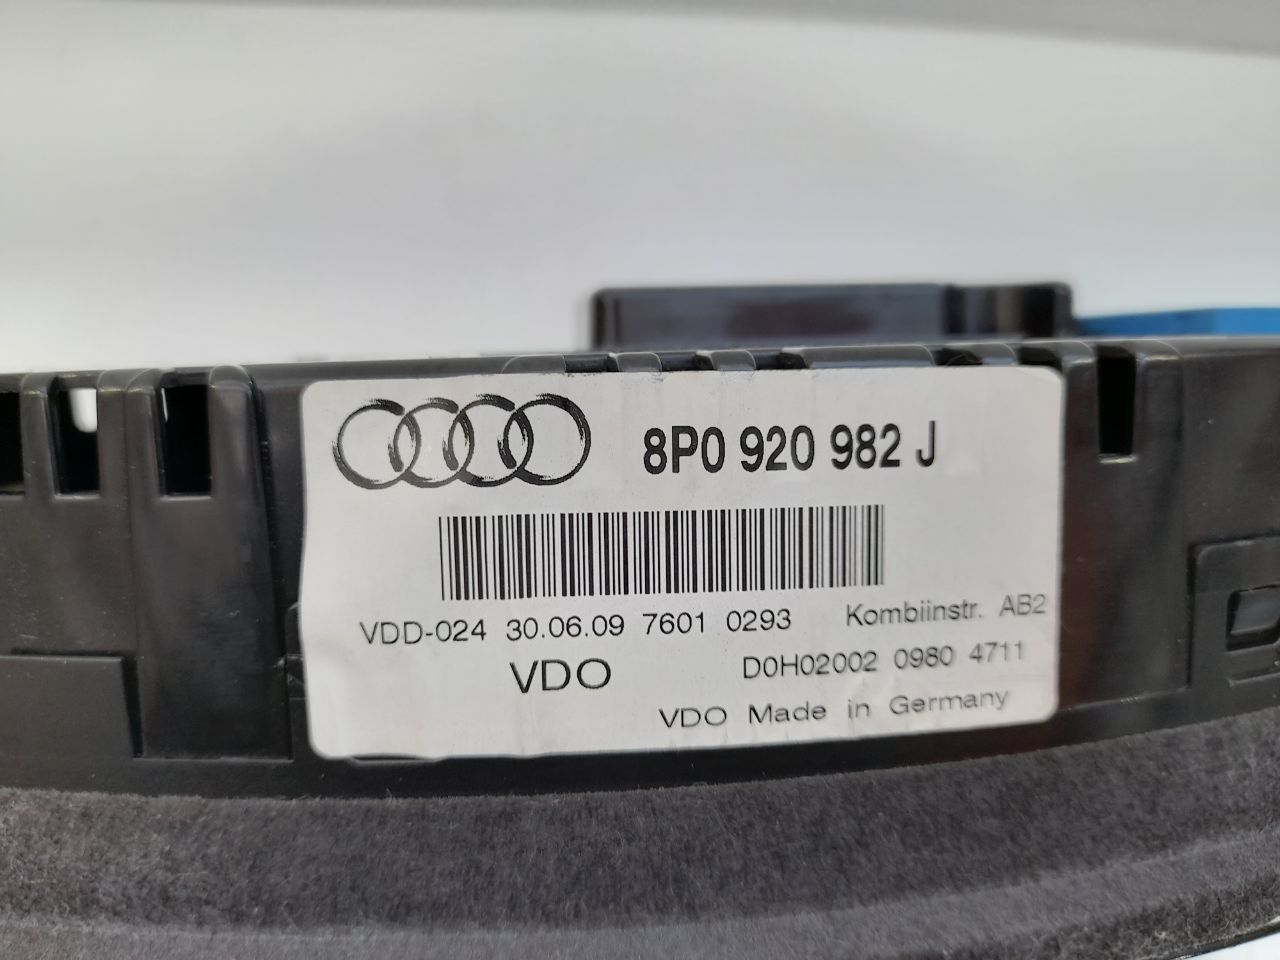 8P0 920 982 J
VDD-024 30.06.09 7601 0293 Kombiinstr. AB2
VDO D0H02002 0980 4711
VDO Made in Germany